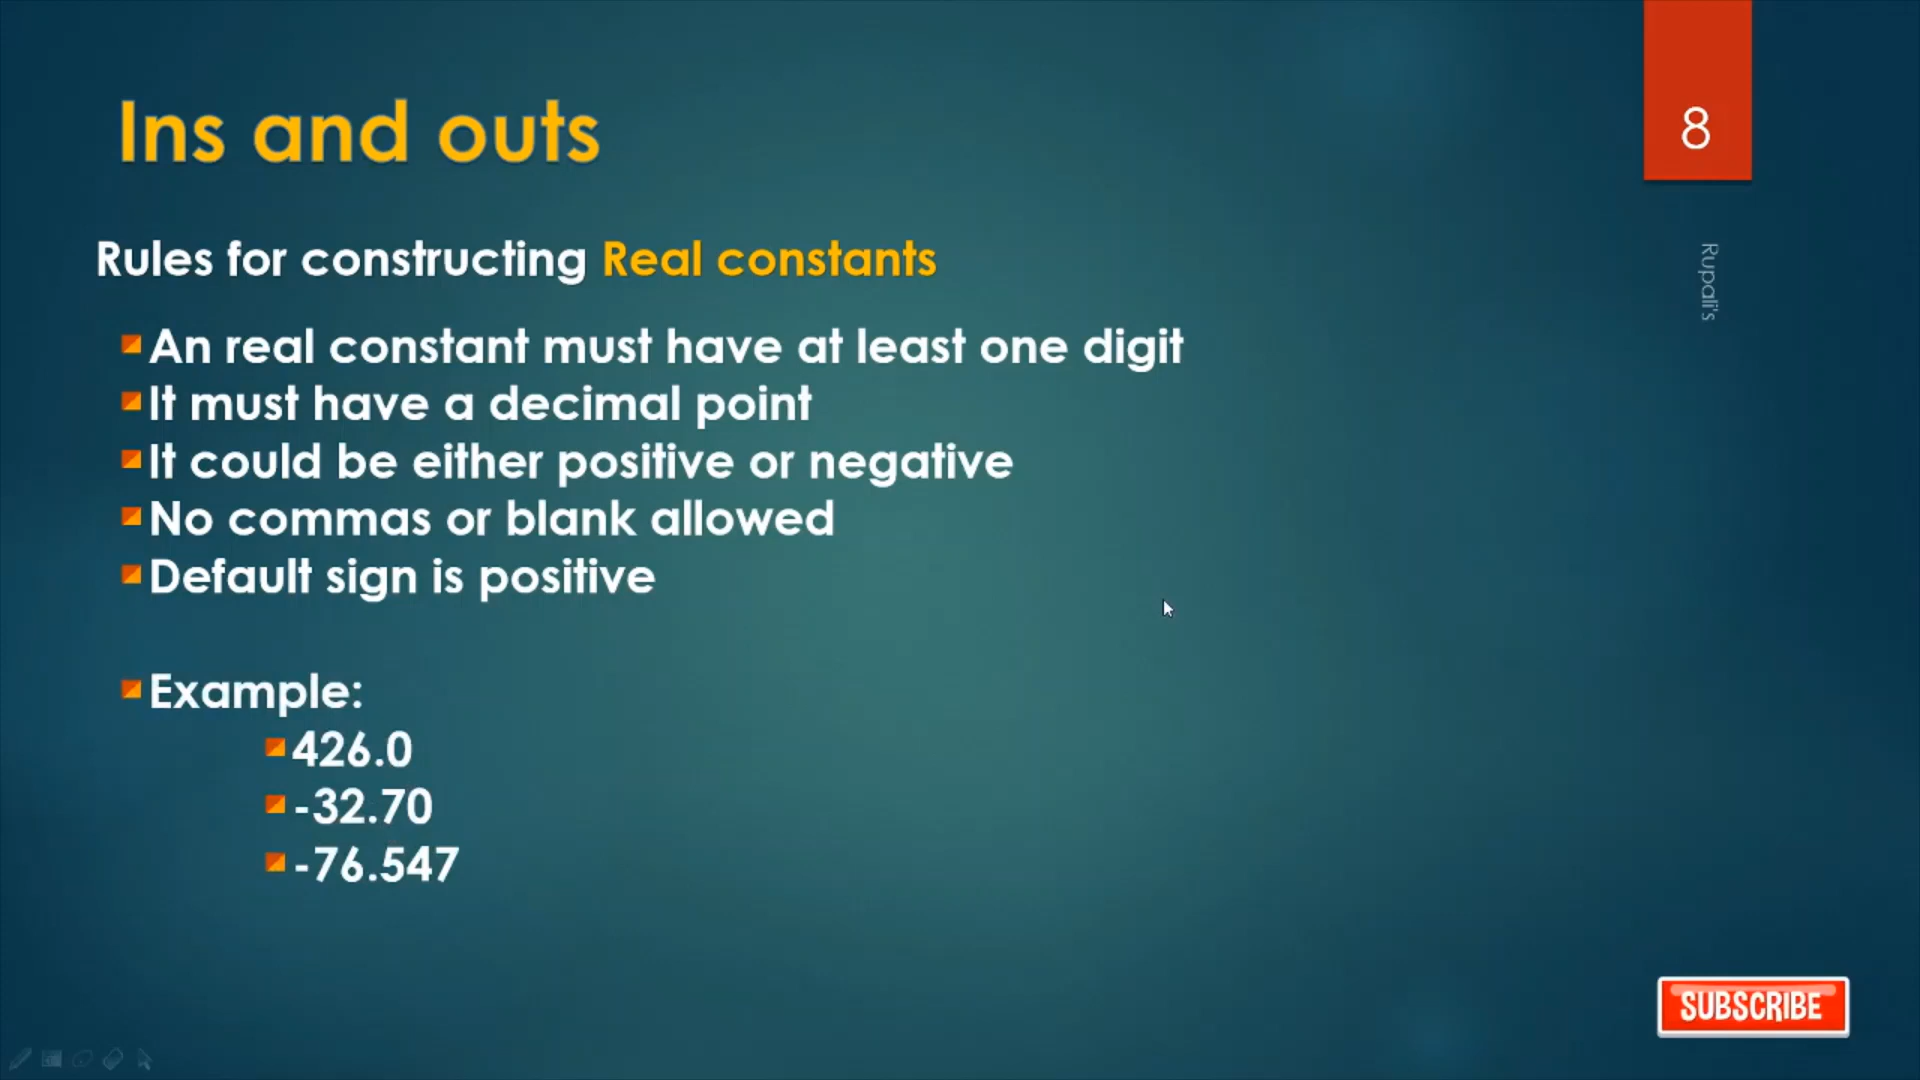 Ins and outs
8
Rupali's
Rules for constructing Real constants
An real constant must have at least one digit
It must have a decimal point
It could be either positive or negative
No commas or blank allowed
Default sign is positive
Example:
426.0
-32.70
-76.547
SUBSCRIBE